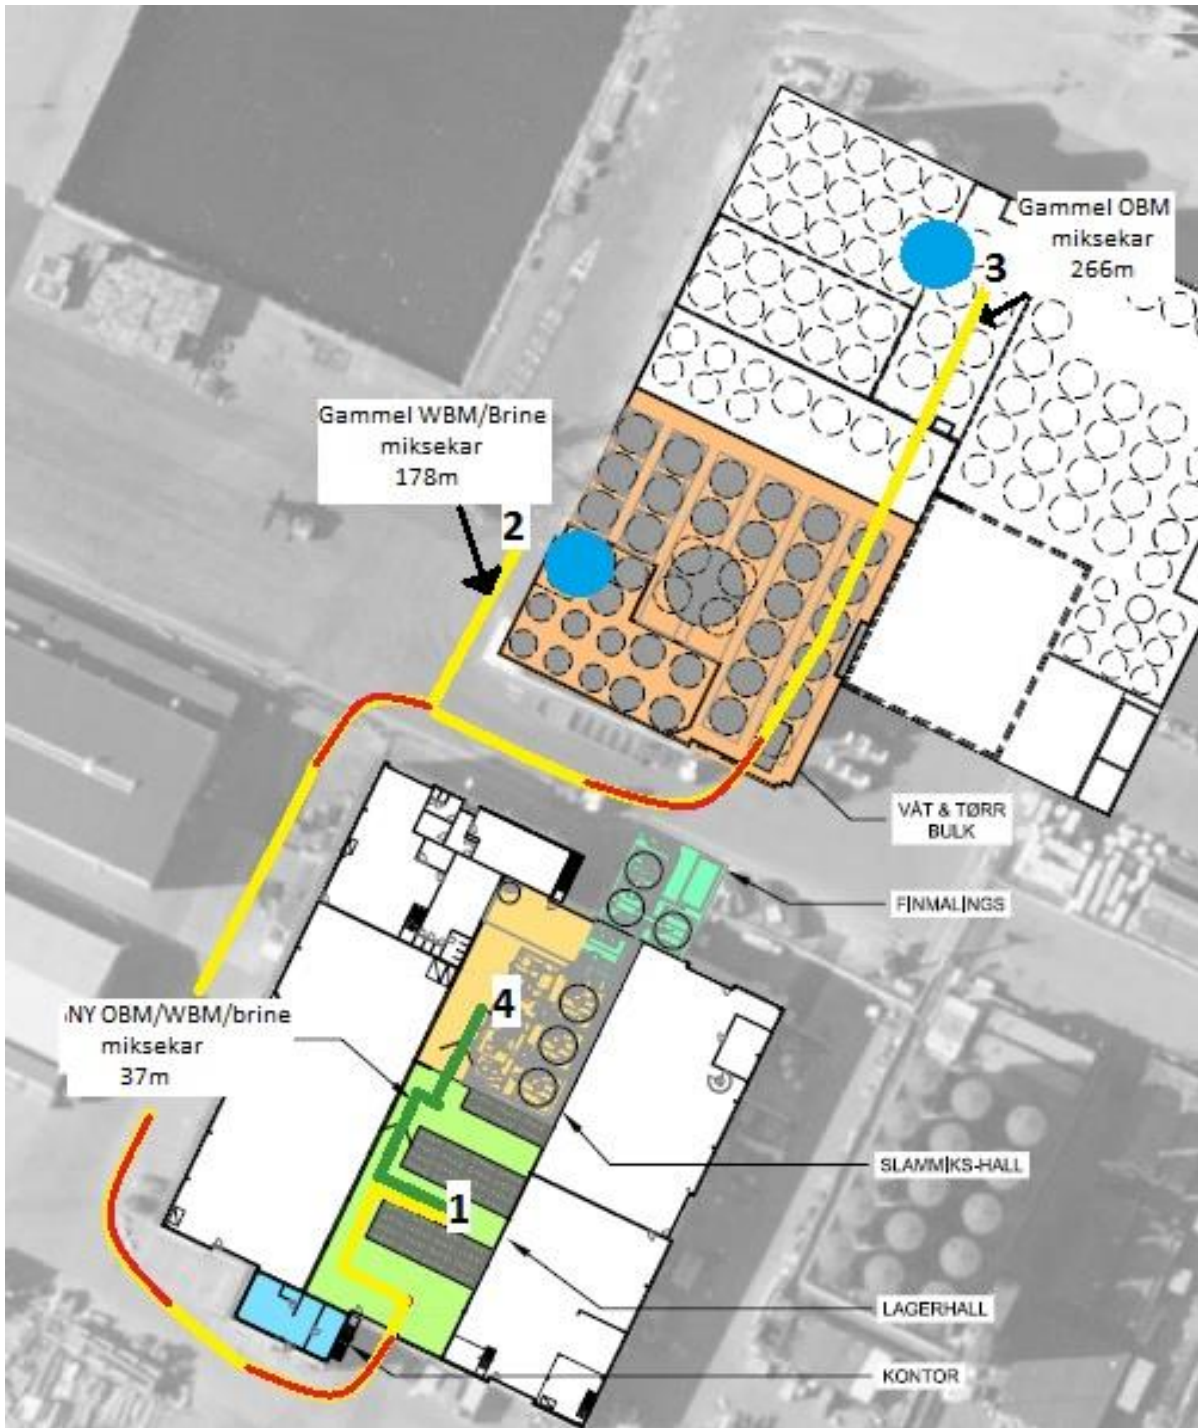 Gammel OBM
miksekar
266m
3
Gammel WBM/Brine
miksekar
178m
2
VÅT & TØRR
BULK
FINMALINGS
NY OBM/WBM/brine
miksekar
37m
4
SLAMMIKS-HALL
1
LAGERHALL
KONTOR